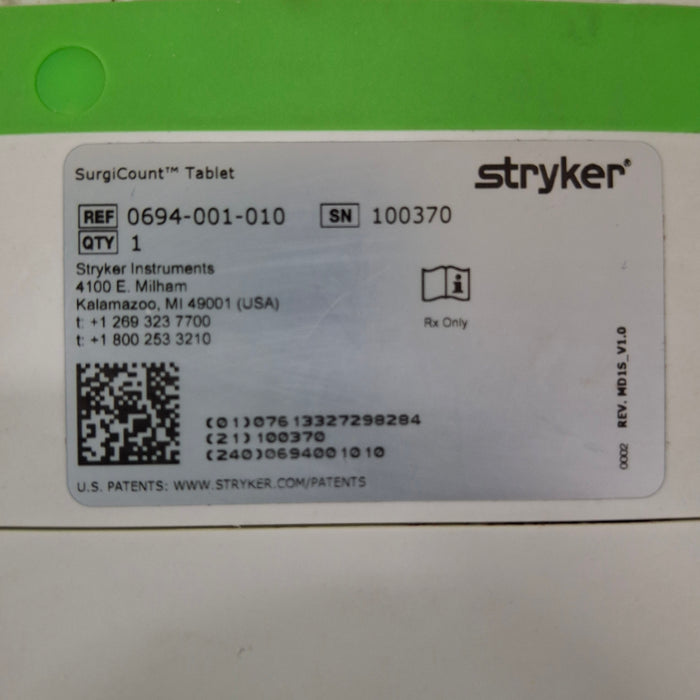 SurgiCount™ Tablet
stryker®
REF 0694-001-010 SN 100370
QTY 1
Stryker Instruments
4100 E. Milham
Kalamazoo, MI 49001 (USA)
t: +1 269 323 7700
t: +1 800 253 3210
Rx Only
(01)07613327298284
(21)100370
(240)0694001010
U.S. PATENTS: WWW.STRYKER.COM/PATENTS
0002 REV. MD1S_V1.0